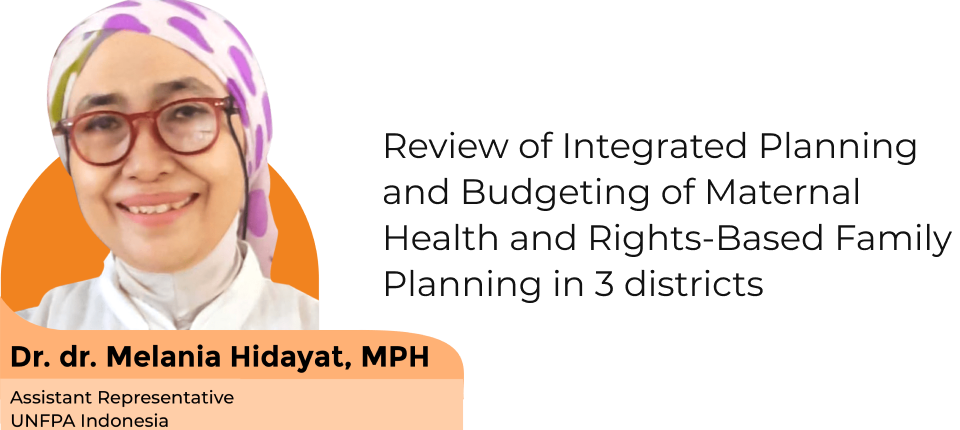 Review of Integrated Planning
and Budgeting of Maternal
Health and Rights-Based Family
Planning in 3 districts
Dr. dr. Melania Hidayat, MPH
Assistant Representative
UNFPA Indonesia